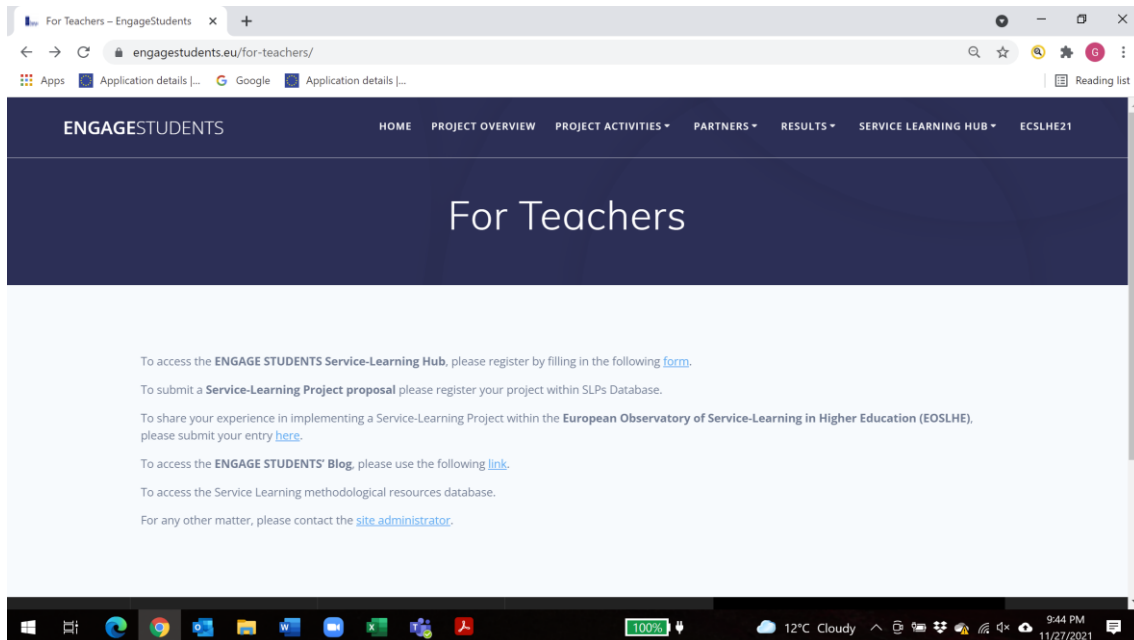 For Teachers – EngageStudents
engagestudents.eu/for-teachers/
G
Apps Application details |... G Google Application details |... Reading list
ENGAGESTUDENTS HOME PROJECT OVERVIEW PROJECT ACTIVITIES PARTNERS RESULTS SERVICE LEARNING HUB ECSLHE21
For Teachers
To access the ENGAGE STUDENTS Service-Learning Hub, please register by filling in the following form.
To submit a Service-Learning Project proposal please register your project within SLPs Database.
To share your experience in implementing a Service-Learning Project within the European Observatory of Service-Learning in Higher Education (EOSLHE),
please submit your entry here.
To access the ENGAGE STUDENTS' Blog, please use the following link.
To access the Service Learning methodological resources database.
For any other matter, please contact the site administrator.
100% 12°C Cloudy 9:44 PM
11/27/2021